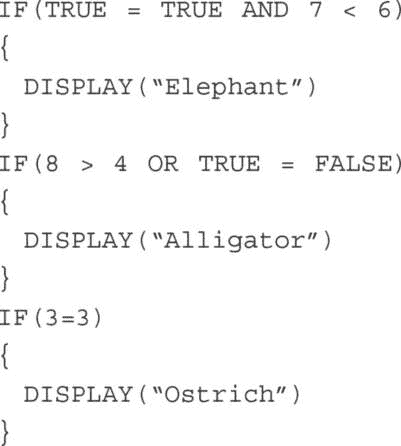 IF(TRUE = TRUE AND 7 < 6)
{
DISPLAY(“Elephant”)
}
IF(8 > 4 OR TRUE = FALSE)
{
DISPLAY(“Alligator”)
}
IF(3=3)
{
DISPLAY(“Ostrich”)
}